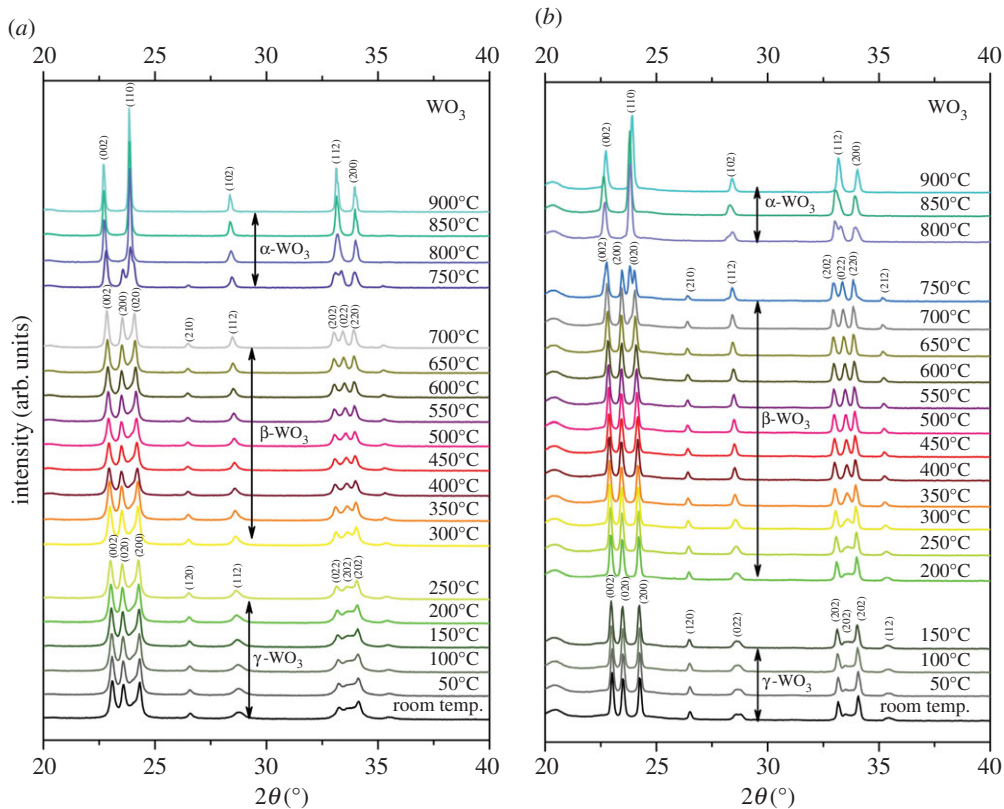 (a)
20 25 30 35 40
WO3
(002)
(110)
(102)
(112)
(200)
900°C
850°C
α-WO3
800°C
750°C
(002)
(200)
(020)
(210)
(112)
(202)
(022)
(220)
700°C
650°C
600°C
550°C
β-WO3
500°C
450°C
400°C
350°C
300°C
(002)
(020)
(200)
(120)
(112)
(022)
(202)
(202)
250°C
200°C
150°C
γ-WO3
100°C
50°C
room temp.
20 25 30 35 40
2θ(°)
intensity (arb. units)
(b)
20 25 30 35 40
WO3
(002)
(110)
(102)
(112)
(200)
900°C
α-WO3
850°C
800°C
(002)
(200)
(020)
(210)
(112)
(202)
(022)
(220)
(212)
750°C
700°C
650°C
600°C
550°C
β-WO3
500°C
450°C
400°C
350°C
300°C
250°C
200°C
(002)
(020)
(200)
(120)
(022)
(202)
(202)
(202)
(112)
150°C
100°C
γ-WO3
50°C
room temp.
20 25 30 35 40
2θ(°)